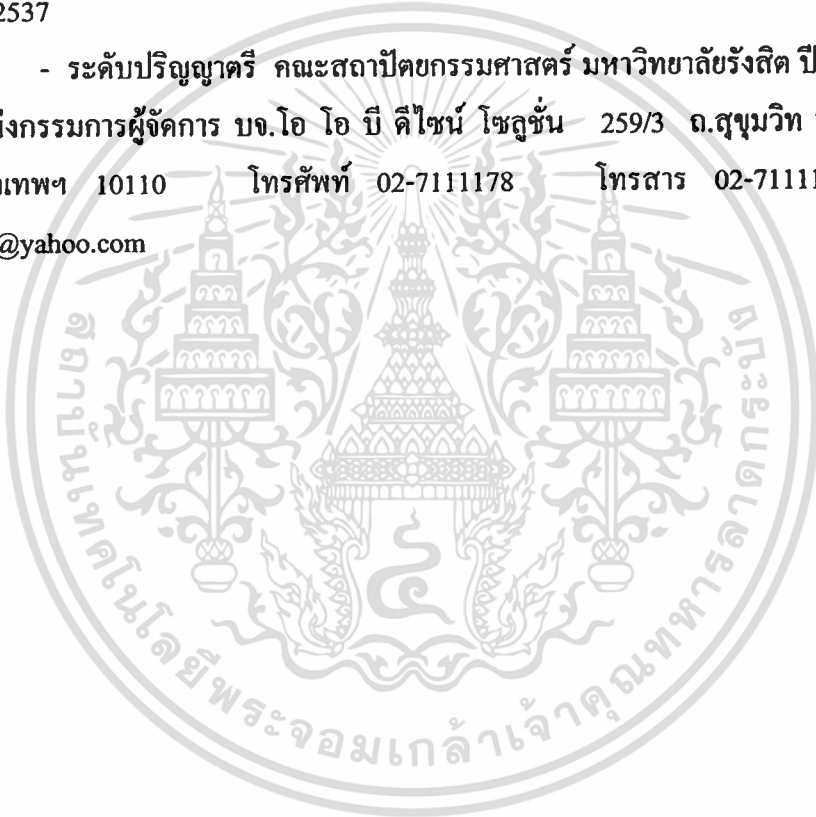 2537
- ระดับปริญญาตรี คณะสถาปัตยกรรมศาสตร์ มหาวิทยาลัยรังสิต ปี
งกรรมการผู้จัดการ บจ.โอ โอ บี ดีไซน์ โซลูชั่น 259/3 ถ.สุขุมวิท
เทพฯ 10110 โทรศัพท์ 02-7111178 โทรสาร 02-71111
@yahoo.com
สถาบันเทคโนโลยีพระจอมเกล้าเจ้าคุณทหารลาดกระบัง
๔